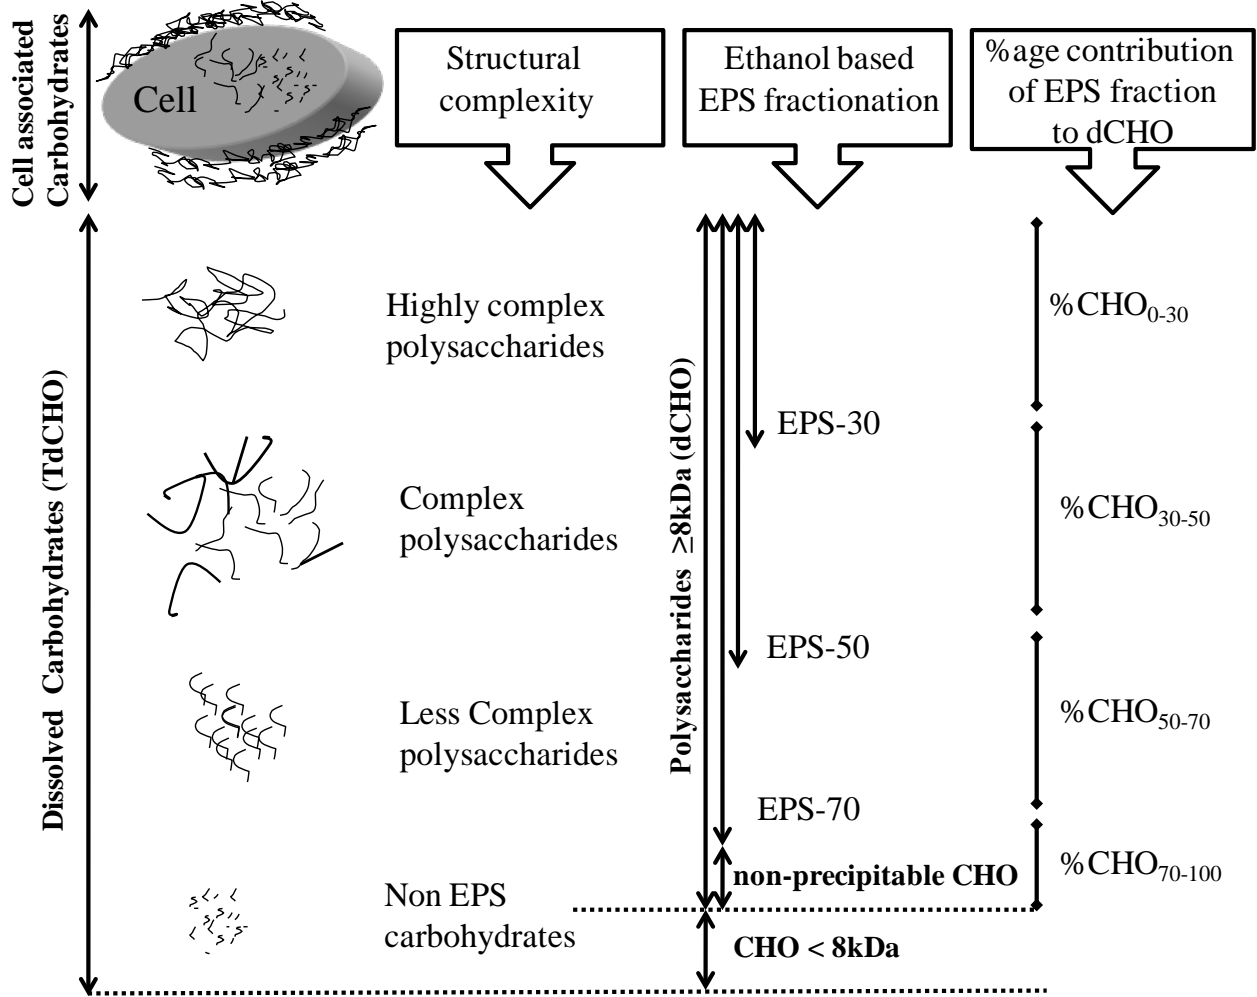 Cell associated
Carbohydrates
Cell
Structural
complexity
Ethanol based
EPS fractionation
%age contribution
of EPS fraction
to dCHO
Dissolved Carbohydrates (TdCHO)
Highly complex
polysaccharides
Complex
polysaccharides
Less Complex
polysaccharides
Non EPS
carbohydrates
Polysaccharides ≥8kDa (dCHO)
EPS-30
EPS-50
EPS-70
non-precipitable CHO
CHO < 8kDa
%CHO0-30
%CHO30-50
%CHO50-70
%CHO70-100